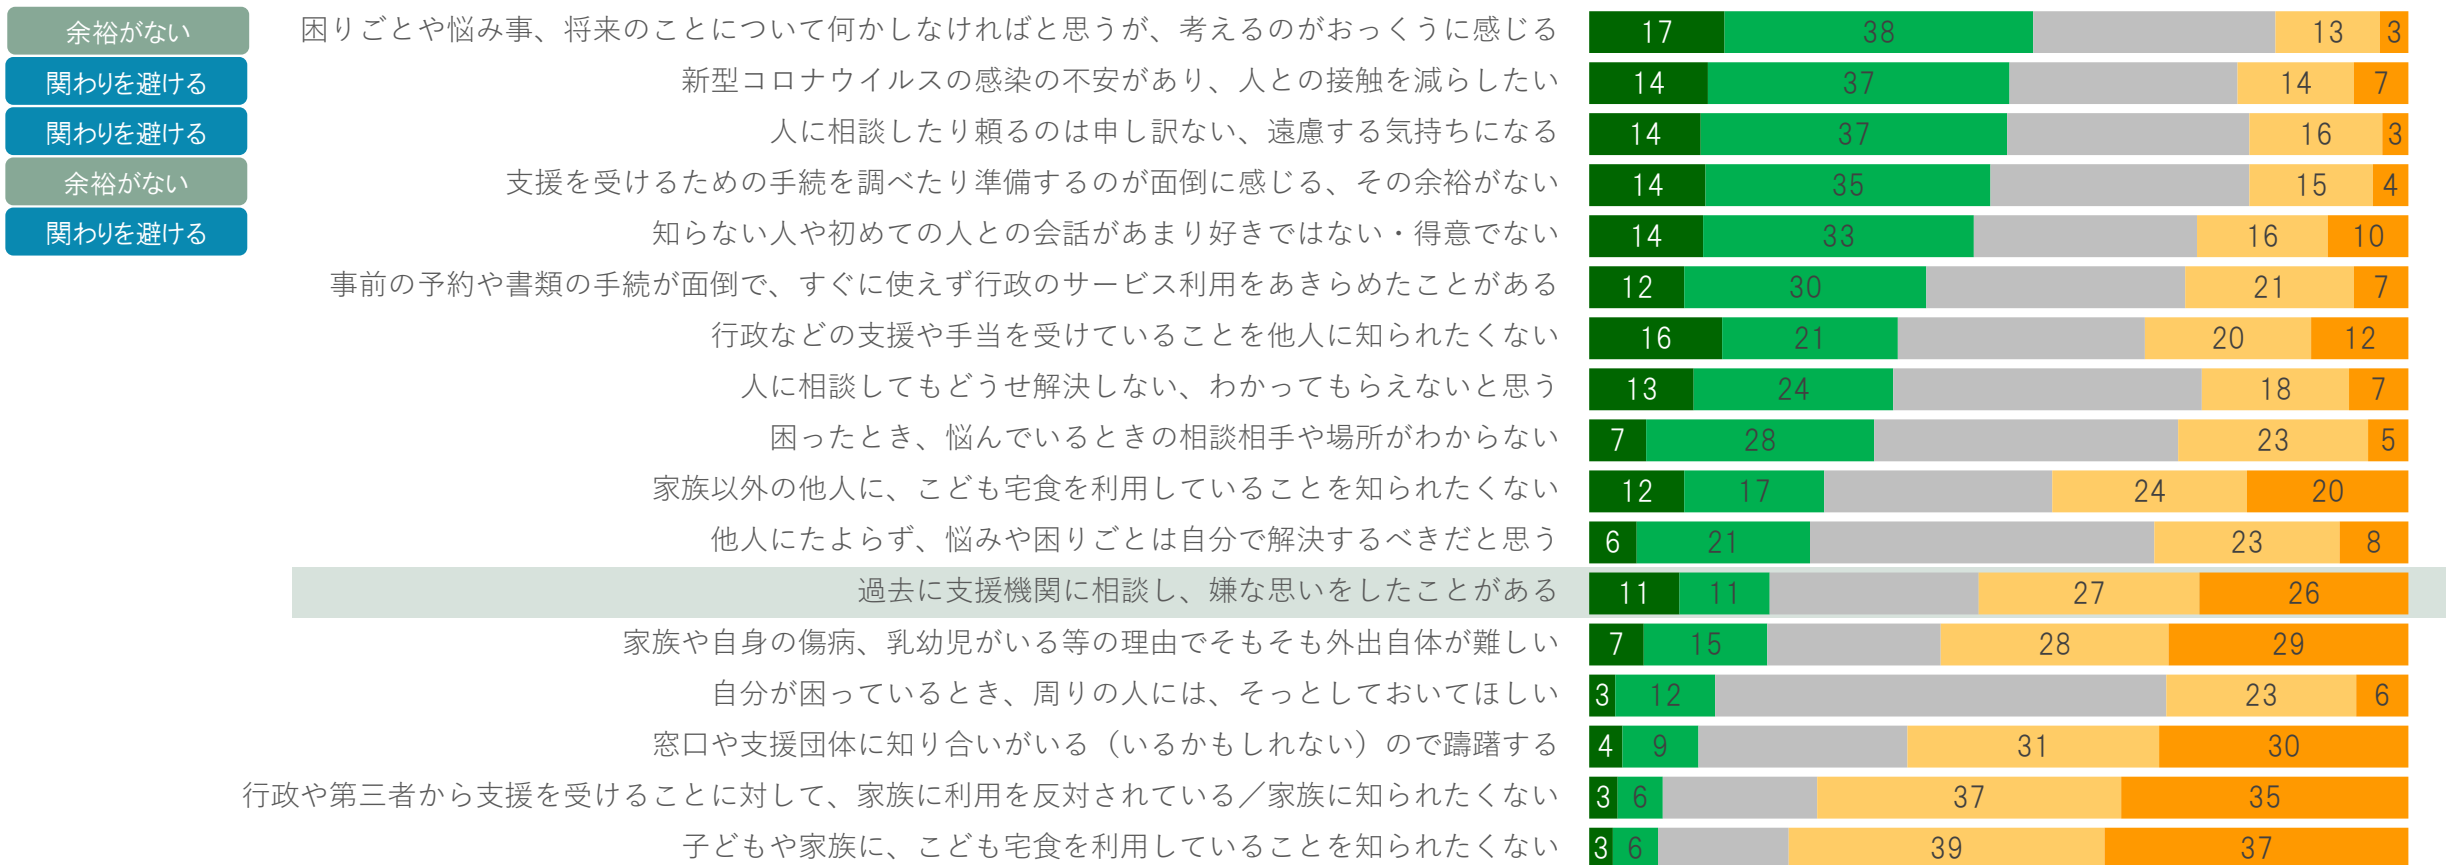 余裕がない 困りごとや悩み事、将来のことについて何かしなければと思うが、考えるのがおっくうに感じる 17 38 13 3
関わりを避ける 新型コロナウイルスの感染の不安があり、人との接触を減らしたい 14 37 14 7
関わりを避ける 人に相談したり頼るのは申し訳ない、遠慮する気持ちになる 14 37 16 3
余裕がない 支援を受けるための手続を調べたり準備するのが面倒に感じる、その余裕がない 14 35 15 4
関わりを避ける 知らない人や初めての人との会話があまり好きではない・得意でない 14 33 16 10
事前の予約や書類の手続が面倒で、すぐに使えず行政のサービス利用をあきらめたことがある 12 30 21 7
行政などの支援や手当を受けていることを他人に知られたくない 16 21 20 12
人に相談してもどうせ解決しない、わかってもらえないと思う 13 24 18 7
困ったとき、悩んでいるときの相談相手や場所がわからない 7 28 23 5
家族以外の他人に、こども宅食を利用していることを知られたくない 12 17 24 20
他人にたよらず、悩みや困りごとは自分で解決するべきだと思う 6 21 23 8
過去に支援機関に相談し、嫌な思いをしたことがある 11 11 27 26
家族や自身の傷病、乳幼児がいる等の理由でそもそも外出自体が難しい 7 15 28 29
自分が困っているとき、周りの人には、そっとしておいてほしい 3 12 23 6
窓口や支援団体に知り合いがいる（いるかもしれない）ので躊躇する 4 9 31 30
行政や第三者から支援を受けることに対して、家族に利用を反対されている／家族に知られたくない 3 6 37 35
子どもや家族に、こども宅食を利用していることを知られたくない 3 6 39 37